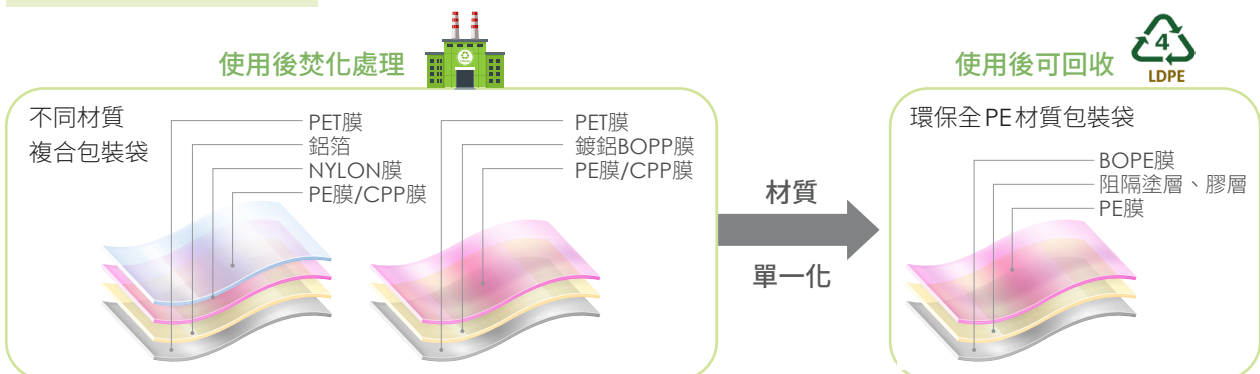 使用後焚化處理
不同材質
複合包裝袋
PET膜
鋁箔
NYLON膜
PE膜/CPP膜
PET膜
鍍鋁BOPP膜
PE膜/CPP膜
材質
單一化
使用後可回收
4
LDPE
環保全PE材質包裝袋
BOPE膜
阻隔塗層、膠層
PE膜